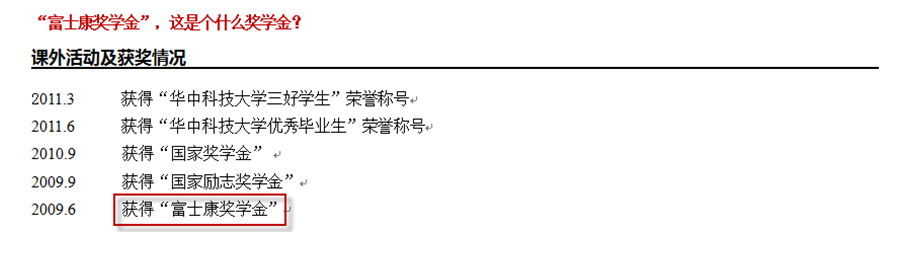 “富士康奖学金”，这是个什么奖学金？
课外活动及获奖情况
2011.3 获得“华中科技大学三好学生”荣誉称号↵
2011.6 获得“华中科技大学优秀毕业生”荣誉称号↵
2010.9 获得“国家奖学金” ↵
2009.9 获得“国家励志奖学金”↵
2009.6 获得“富士康奖学金”↵